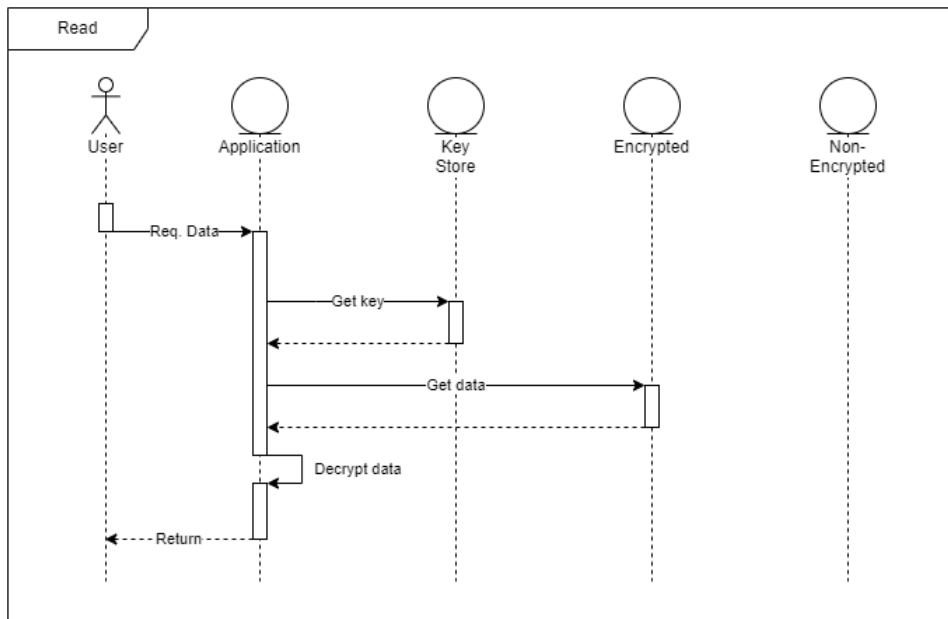 Read
User
Application
Key
Store
Encrypted
Non-
Encrypted
Req. Data
Get key
Get data
Decrypt data
Return